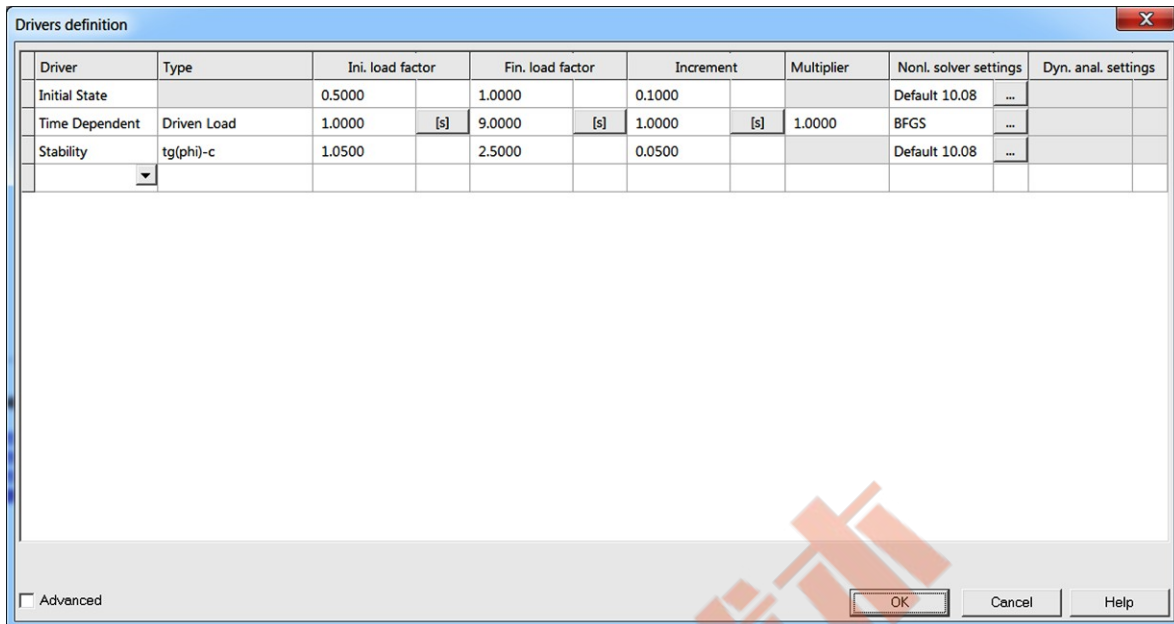 Drivers definition
Driver Type Ini. load factor Fin. load factor Increment Multiplier Nonl. solver settings Dyn. anal. settings
Initial State 0.5000 1.0000 0.1000 Default 10.08 ...
Time Dependent Driven Load 1.0000 [s] 9.0000 [s] 1.0000 [s] 1.0000 BFGS ...
Stability tg(phi)-c 1.0500 2.5000 0.0500 Default 10.08 ...
Advanced OK Cancel Help